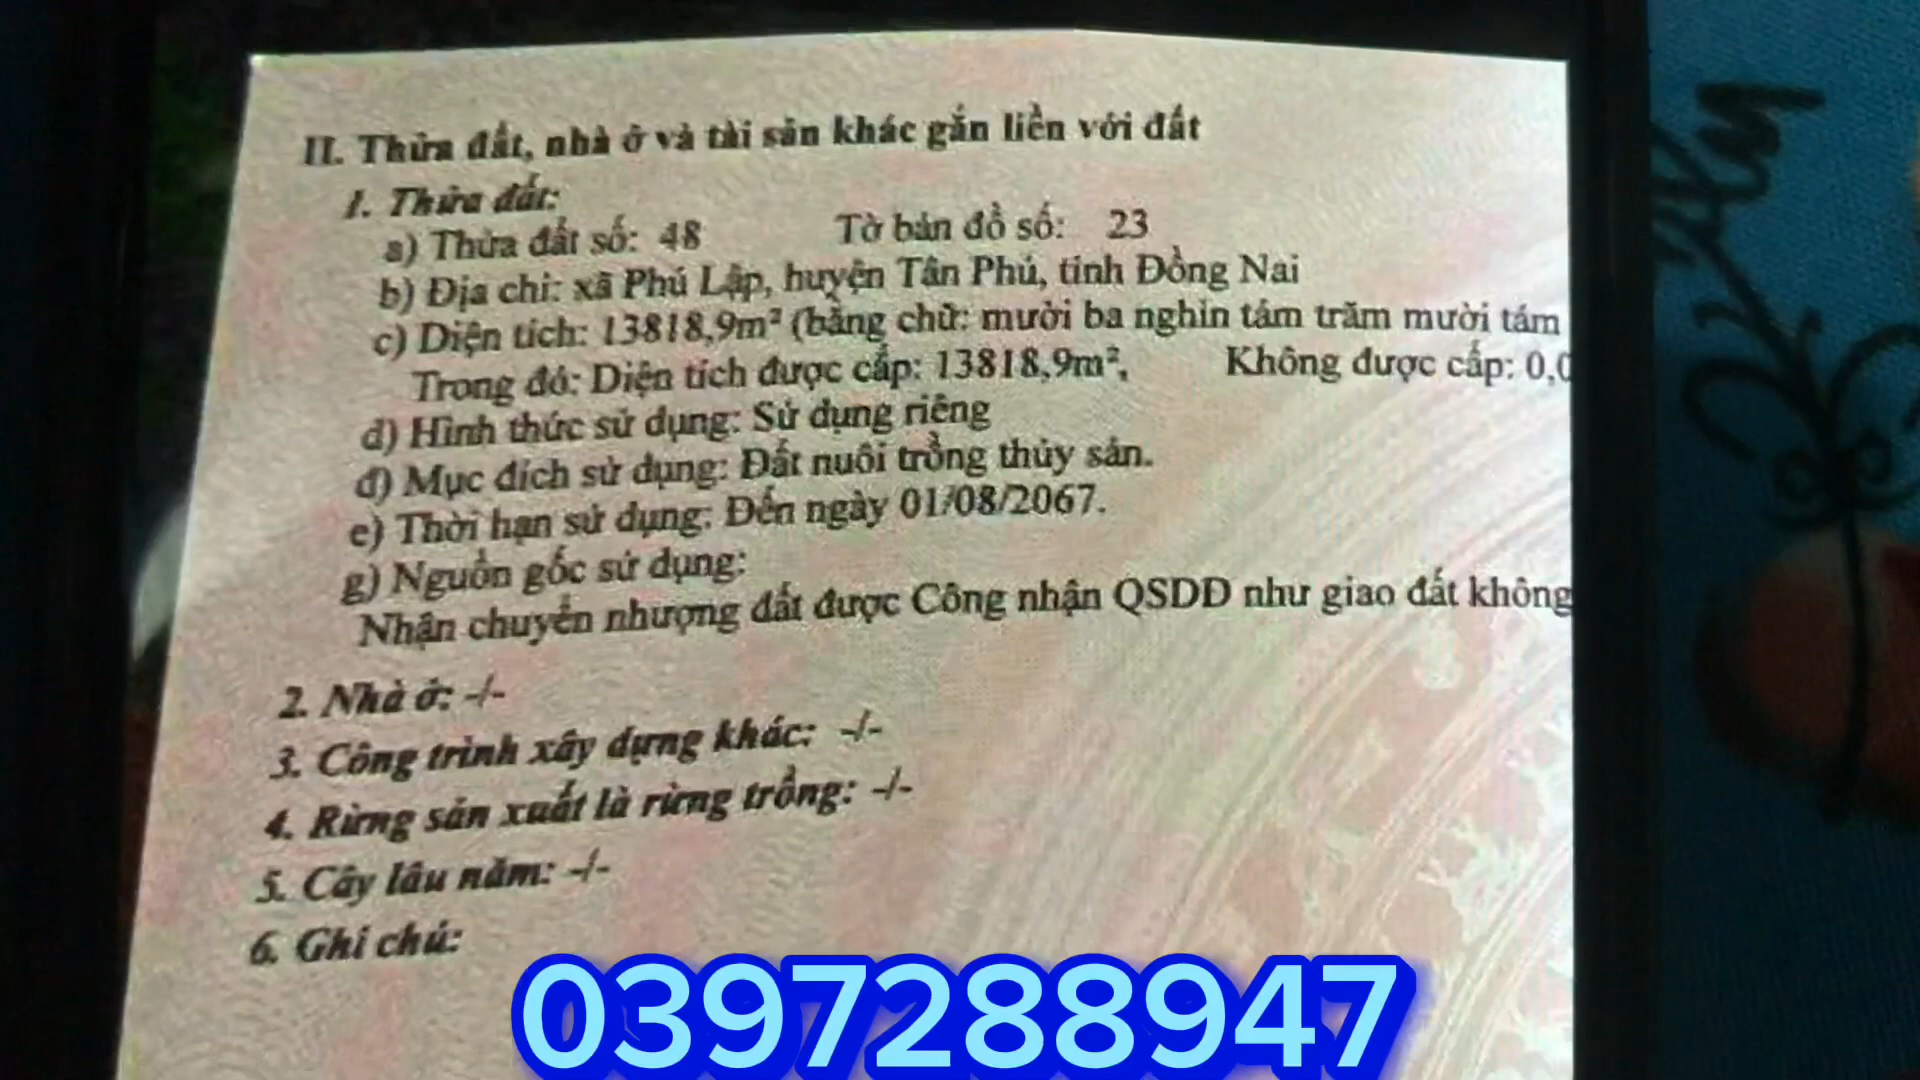 II. Thửa đất, nhà ở và tài sản khác gắn liền với đất
1. Thửa đất:
a) Thửa đất số: 48 Tờ bản đồ số: 23
b) Địa chỉ: xã Phú Lập, huyện Tân Phú, tỉnh Đồng Nai
c) Diện tích: 13818,9m² (bằng chữ: mười ba nghìn tám trăm mười tám
Trong đó: Diện tích được cấp: 13818,9m², Không được cấp: 0,0
d) Hình thức sử dụng: Sử dụng riêng
đ) Mục đích sử dụng: Đất nuôi trồng thủy sản.
e) Thời hạn sử dụng: Đến ngày 01/08/2067.
g) Nguồn gốc sử dụng:
Nhận chuyển nhượng đất được Công nhận QSDĐ như giao đất không
2. Nhà ở: -/-
3. Công trình xây dựng khác: -/-
4. Rừng sản xuất là rừng trồng: -/-
5. Cây lâu năm: -/-
6. Ghi chú:
0397288947